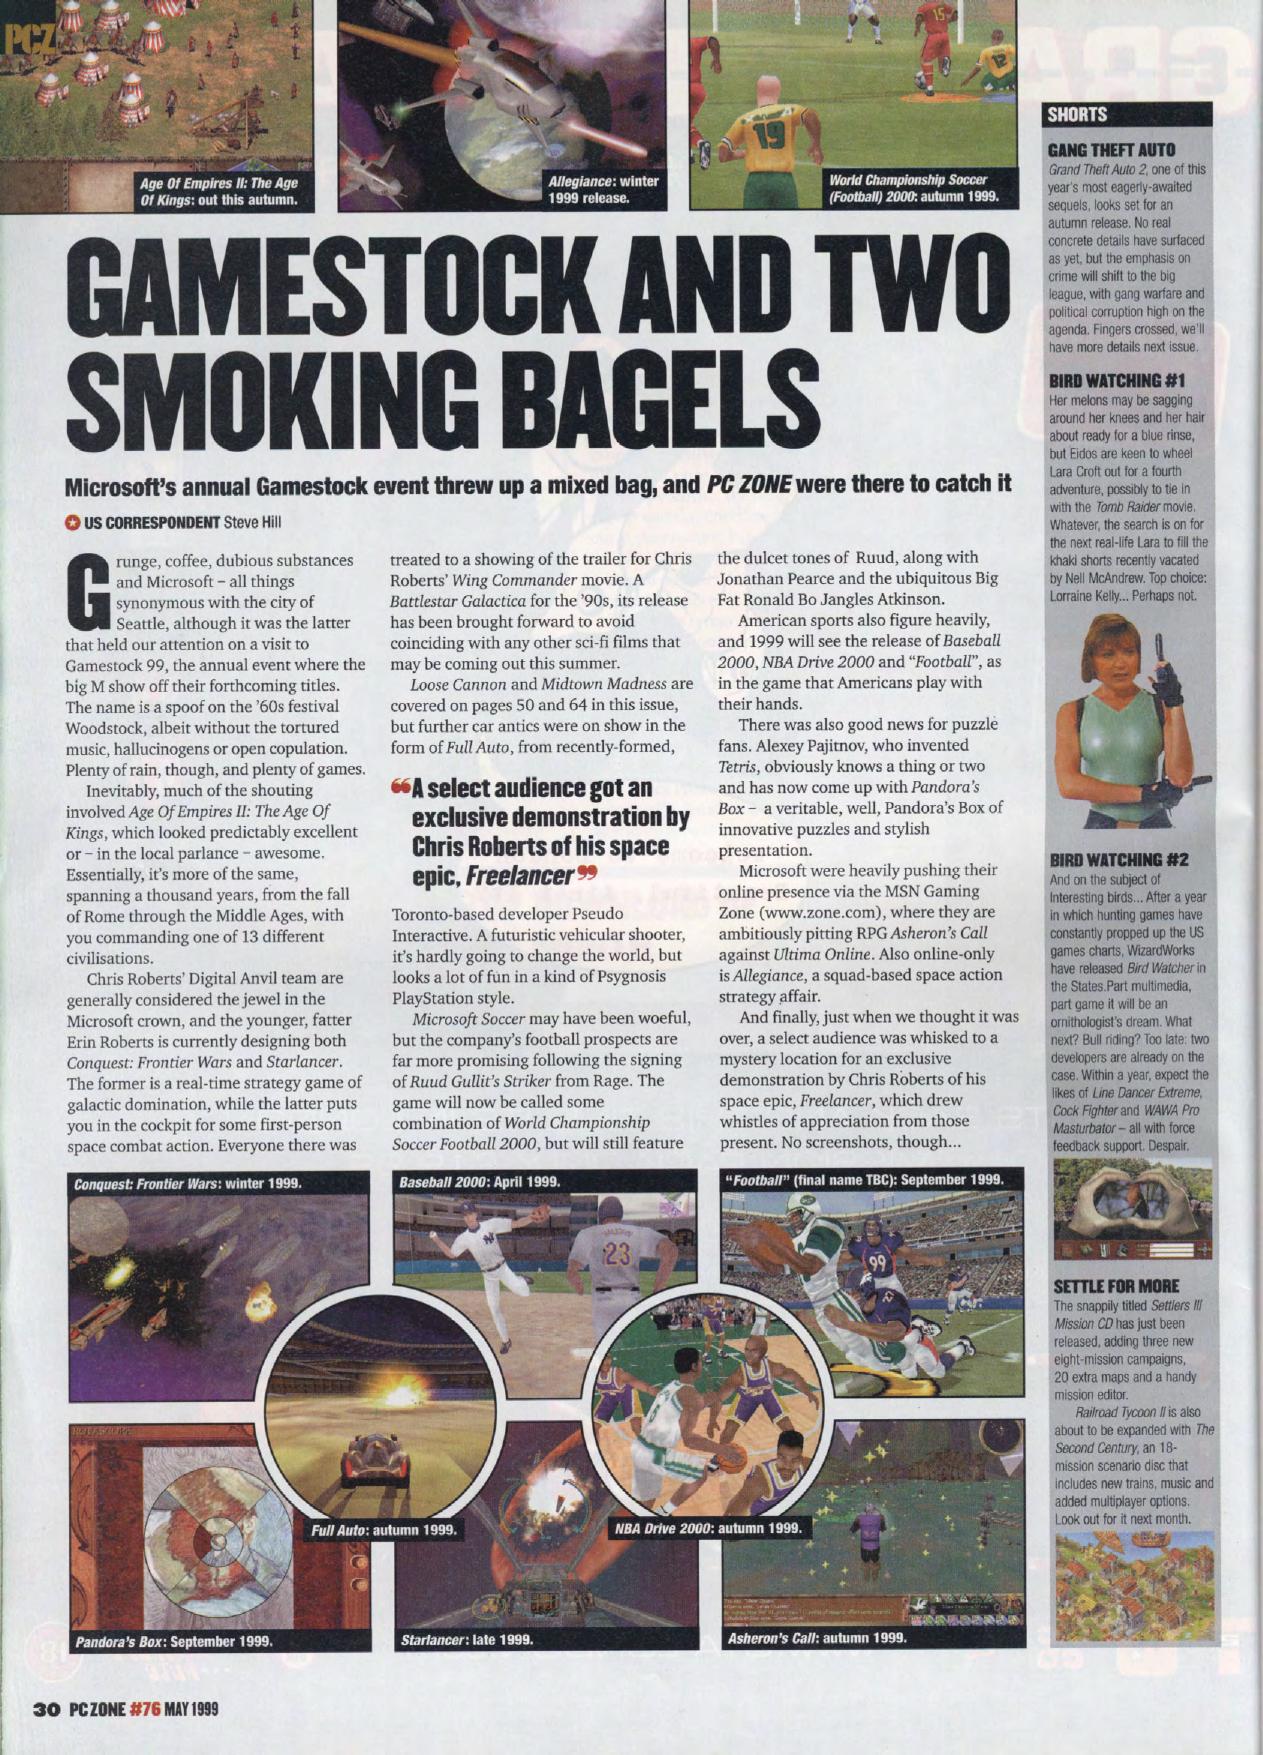 PCZ
Age Of Empires II: The Age
Of Kings: out this autumn.
Allegiance: winter
1999 release.
World Championship Soccer
(Football) 2000: autumn 1999.
GAMESTOCK AND TWO
SMOKING BAGELS
Microsoft's annual Gamestock event threw up a mixed bag, and PC ZONE were there to catch it
US CORRESPONDENT Steve Hill
Grunge, coffee, dubious substances
and Microsoft – all things
synonymous with the city of
Seattle, although it was the latter
that held our attention on a visit to
Gamestock 99, the annual event where the
big M show off their forthcoming titles.
The name is a spoof on the '60s festival
Woodstock, albeit without the tortured
music, hallucinogens or open copulation.
Plenty of rain, though, and plenty of games.
Inevitably, much of the shouting
involved Age Of Empires II: The Age Of
Kings, which looked predictably excellent
or – in the local parlance – awesome.
Essentially, it's more of the same,
spanning a thousand years, from the fall
of Rome through the Middle Ages, with
you commanding one of 13 different
civilisations.
Chris Roberts' Digital Anvil team are
generally considered the jewel in the
Microsoft crown, and the younger, fatter
Erin Roberts is currently designing both
Conquest: Frontier Wars and Starlancer.
The former is a real-time strategy game of
galactic domination, while the latter puts
you in the cockpit for some first-person
space combat action. Everyone there was
treated to a showing of the trailer for Chris
Roberts' Wing Commander movie. A
Battlestar Galactica for the '90s, its release
has been brought forward to avoid
coinciding with any other sci-fi films that
may be coming out this summer.
Loose Cannon and Midtown Madness are
covered on pages 50 and 64 in this issue,
but further car antics were on show in the
form of Full Auto, from recently-formed,
“A select audience got an
exclusive demonstration by
Chris Roberts of his space
epic, Freelancer”
Toronto-based developer Pseudo
Interactive. A futuristic vehicular shooter,
it's hardly going to change the world, but
looks a lot of fun in a kind of Psygnosis
PlayStation style.
Microsoft Soccer may have been woeful,
but the company's football prospects are
far more promising following the signing
of Ruud Gullit's Striker from Rage. The
game will now be called some
combination of World Championship
Soccer Football 2000, but will still feature
the dulcet tones of Ruud, along with
Jonathan Pearce and the ubiquitous Big
Fat Ronald Bo Jangles Atkinson.
American sports also figure heavily,
and 1999 will see the release of Baseball
2000, NBA Drive 2000 and “Football”, as
in the game that Americans play with
their hands.
There was also good news for puzzle
fans. Alexey Pajitnov, who invented
Tetris, obviously knows a thing or two
and has now come up with Pandora's
Box – a veritable, well, Pandora's Box of
innovative puzzles and stylish
presentation.
Microsoft were heavily pushing their
online presence via the MSN Gaming
Zone (www.zone.com), where they are
ambitiously pitting RPG Asheron's Call
against Ultima Online. Also online-only
is Allegiance, a squad-based space action
strategy affair.
And finally, just when we thought it was
over, a select audience was whisked to a
mystery location for an exclusive
demonstration by Chris Roberts of his
space epic, Freelancer, which drew
whistles of appreciation from those
present. No screenshots, though...
Conquest: Frontier Wars: winter 1999.
Baseball 2000: April 1999.
“Football” (final name TBC): September 1999.
Full Auto: autumn 1999.
NBA Drive 2000: autumn 1999.
Pandora's Box: September 1999.
Starlancer: late 1999.
Asheron's Call: autumn 1999.
SHORTS
GANG THEFT AUTO
Grand Theft Auto 2, one of this
year's most eagerly-awaited
sequels, looks set for an
autumn release. No real
concrete details have surfaced
as yet, but the emphasis on
crime will shift to the big
league, with gang warfare and
political corruption high on the
agenda. Fingers crossed, we'll
have more details next issue.
BIRD WATCHING #1
Her melons may be sagging
around her knees and her hair
about ready for a blue rinse,
but Eidos are keen to wheel
Lara Croft out for a fourth
adventure, possibly to tie in
with the Tomb Raider movie.
Whatever, the search is on for
the next real-life Lara to fill the
khaki shorts recently vacated
by Nell McAndrew. Top choice:
Lorraine Kelly... Perhaps not.
BIRD WATCHING #2
And on the subject of
Interesting birds... After a year
in which hunting games have
constantly propped up the US
games charts, WizardWorks
have released Bird Watcher in
the States.Part multimedia,
part game it will be an
ornithologist's dream. What
next? Bull riding? Too late: two
developers are already on the
case. Within a year, expect the
likes of Line Dancer Extreme,
Cock Fighter and WAWA Pro
Masturbator – all with force
feedback support. Despair.
SETTLE FOR MORE
The snappily titled Settlers III
Mission CD has just been
released, adding three new
eight-mission campaigns,
20 extra maps and a handy
mission editor.
Railroad Tycoon II is also
about to be expanded with The
Second Century, an 18-
mission scenario disc that
includes new trains, music and
added multiplayer options.
Look out for it next month.
19
15
12
23
99
30 PC ZONE #76 MAY 1999